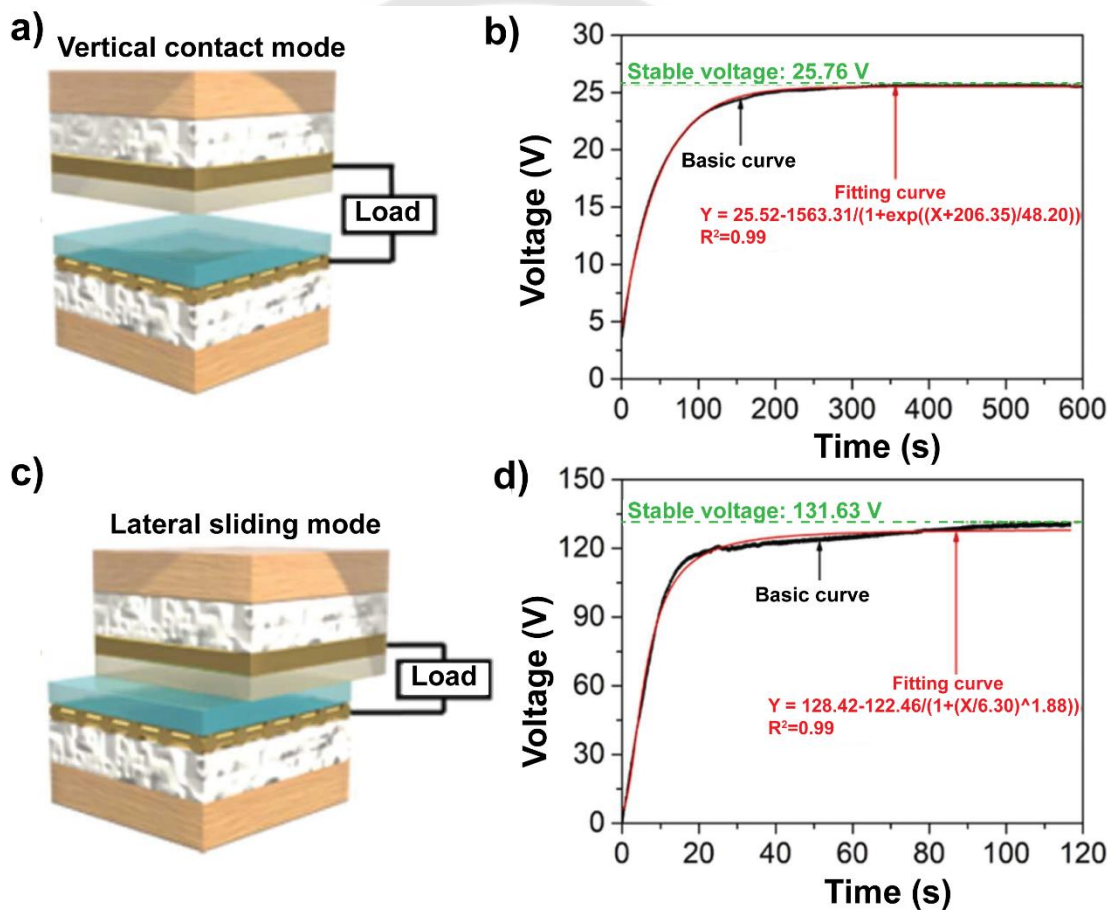 a)
Vertical contact mode
Load
b)
Voltage (V)
30
25
20
15
10
5
0
Stable voltage: 25.76 V
Basic curve
Fitting curve
Y = 25.52-1563.31/(1+exp((X+206.35)/48.20))
R²=0.99
0 100 200 300 400 500 600
Time (s)
c)
Lateral sliding mode
Load
d)
Voltage (V)
150
120
90
60
30
0
Stable voltage: 131.63 V
Basic curve
Fitting curve
Y = 128.42-122.46/(1+(X/6.30)^1.88))
R²=0.99
0 20 40 60 80 100 120
Time (s)